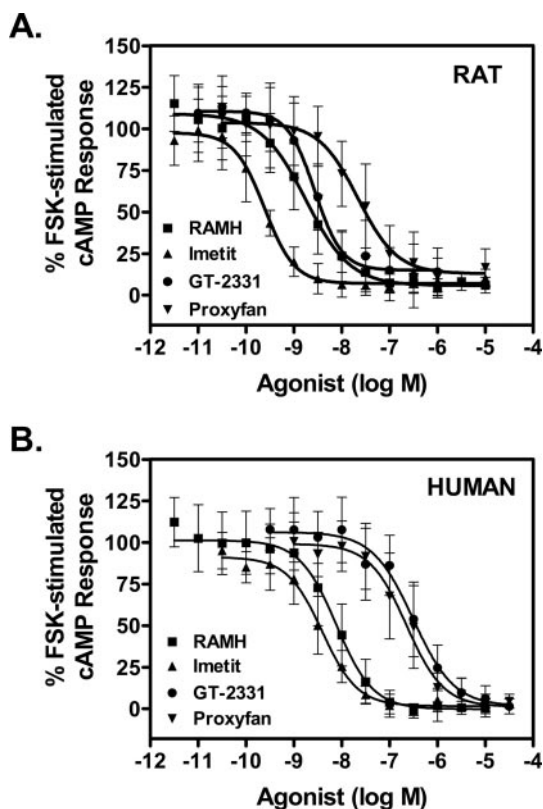 A.
% FSK-stimulated
cAMP Response
150
125
100
75
50
25
0
RAT
■ RAMH
▲ Imetit
● GT-2331
▼ Proxyfan
-12 -11 -10 -9 -8 -7 -6 -5 -4
Agonist (log M)
B.
% FSK-stimulated
cAMP Response
150
125
100
75
50
25
0
HUMAN
■ RAMH
▲ Imetit
● GT-2331
▼ Proxyfan
-12 -11 -10 -9 -8 -7 -6 -5 -4
Agonist (log M)